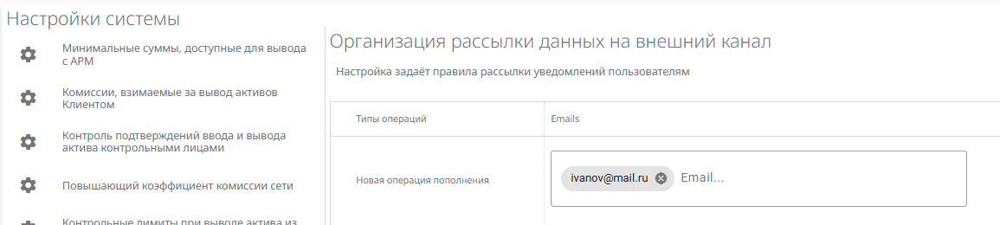 Настройки системы
Минимальные суммы, доступные для вывода
с АРМ
Комиссии, взимаемые за вывод активов
Клиентом
Контроль подтверждений ввода и вывода
актива контрольными лицами
Повышающий коэффициент комиссии сети
Контрольные лимиты при выводе актива из
Организация рассылки данных на внешний канал
Настройка задаёт правила рассылки уведомлений пользователям
Типы операций
Emails
Новая операция пополнения
ivanov@mail.ru
Email...